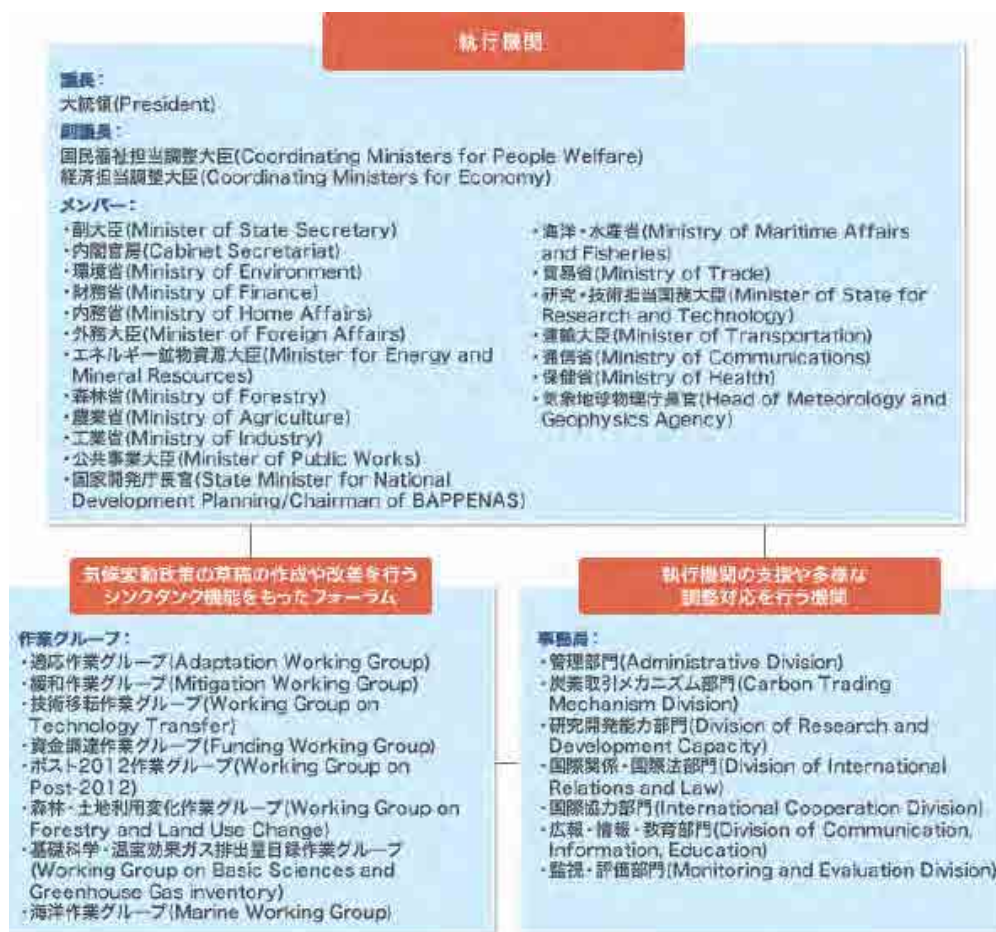 執行機関
議長：
大統領(President)
副議長：
国民福祉担当調整大臣(Coordinating Ministers for People Welfare)
経済担当調整大臣(Coordinating Ministers for Economy)
メンバー：
・副大臣(Minister of State Secretary)
・内閣官房(Cabinet Secretariat)
・環境省(Ministry of Environment)
・財務省(Ministry of Finance)
・内務省(Ministry of Home Affairs)
・外務大臣(Minister of Foreign Affairs)
・エネルギー鉱物資源大臣(Minister for Energy and
Mineral Resources)
・森林省(Ministry of Forestry)
・農業省(Ministry of Agriculture)
・工業省(Ministry of Industry)
・公共事業大臣(Minister of Public Works)
・国家開発庁長官(State Minister for National
Development Planning/Chairman of BAPPENAS)
・海洋・水産省(Ministry of Maritime Affairs
and Fisheries)
・貿易省(Ministry of Trade)
・研究・技術担当国務大臣(Minister of State for
Research and Technology)
・運輸大臣(Minister of Transportation)
・通信省(Ministry of Communications)
・保健省(Ministry of Health)
・気象地球物理庁長官(Head of Meteorology and
Geophysics Agency)
気候変動政策の草稿の作成や改善を行う
シンクタンク機能をもったフォーラム
作業グループ：
・適応作業グループ(Adaptation Working Group)
・緩和作業グループ(Mitigation Working Group)
・技術移転作業グループ(Working Group on
Technology Transfer)
・資金調達作業グループ(Funding Working Group)
・ポスト2012作業グループ(Working Group on
Post-2012)
・森林・土地利用変化作業グループ(Working Group on
Forestry and Land Use Change)
・基礎科学・温室効果ガス排出量目録作業グループ
(Working Group on Basic Sciences and
Greenhouse Gas inventory)
・海洋作業グループ(Marine Working Group)
執行機関の支援や多様な
調整対応を行う機関
事務局：
・管理部門(Administrative Division)
・炭素取引メカニズム部門(Carbon Trading
Mechanism Division)
・研究開発能力部門(Division of Research and
Development Capacity)
・国際関係・国際法部門(Division of International
Relations and Law)
・国際協力部門(International Cooperation Division)
・広報・情報・教育部門(Division of Communication,
Information, Education)
・監視・評価部門(Monitoring and Evaluation Division)